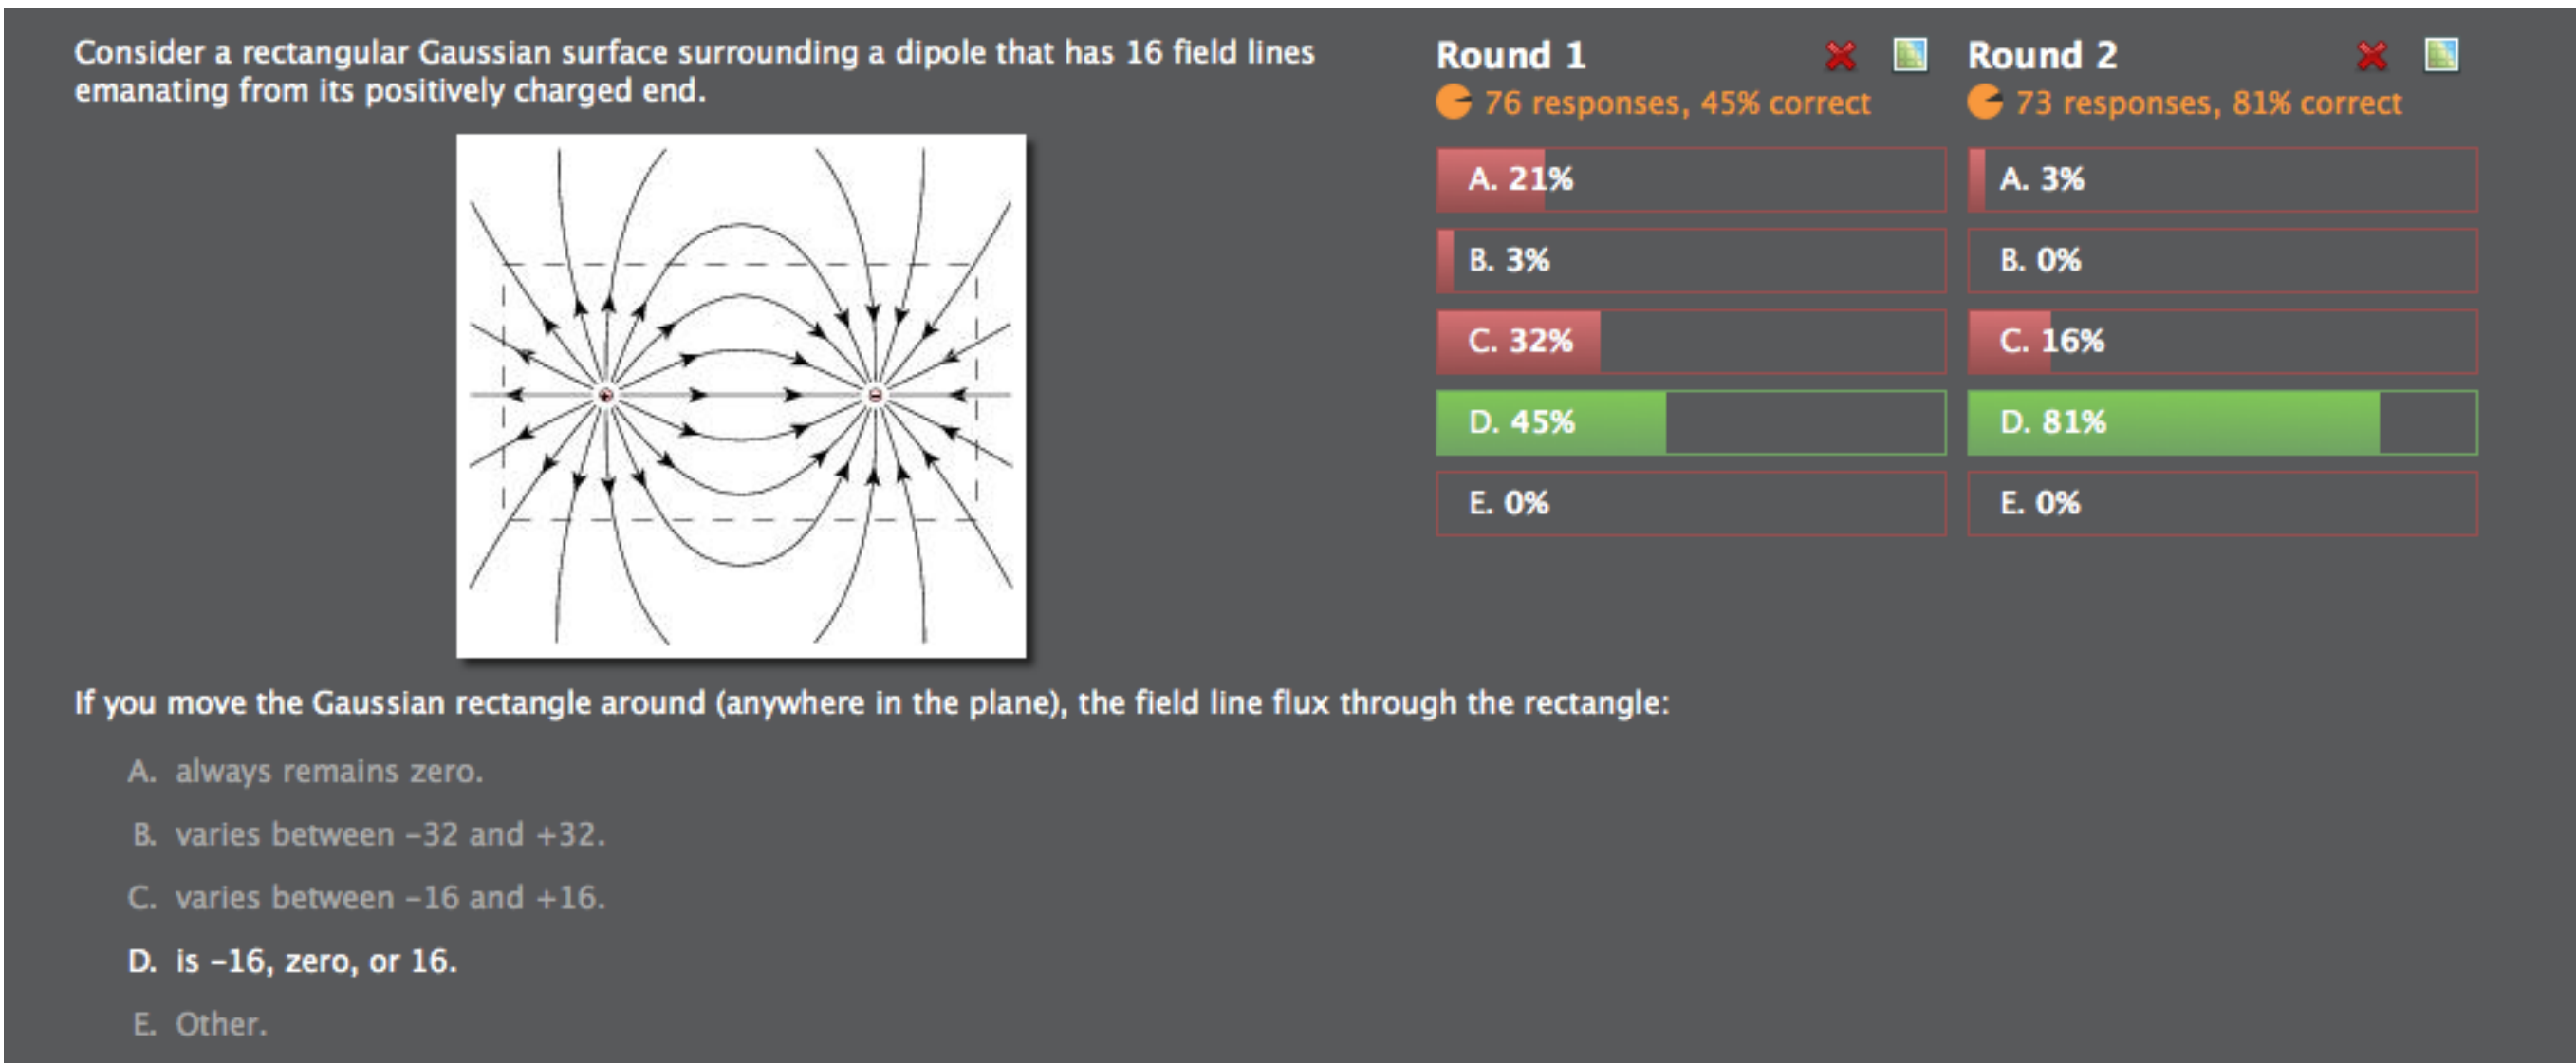 Consider a rectangular Gaussian surface surrounding a dipole that has 16 field lines
emanating from its positively charged end.
Round 1
76 responses, 45% correct
A. 21%
B. 3%
C. 32%
D. 45%
E. 0%
Round 2
73 responses, 81% correct
A. 3%
B. 0%
C. 16%
D. 81%
E. 0%
+
−
If you move the Gaussian rectangle around (anywhere in the plane), the field line flux through the rectangle:
A. always remains zero.
B. varies between −32 and +32.
C. varies between −16 and +16.
D. is −16, zero, or 16.
E. Other.